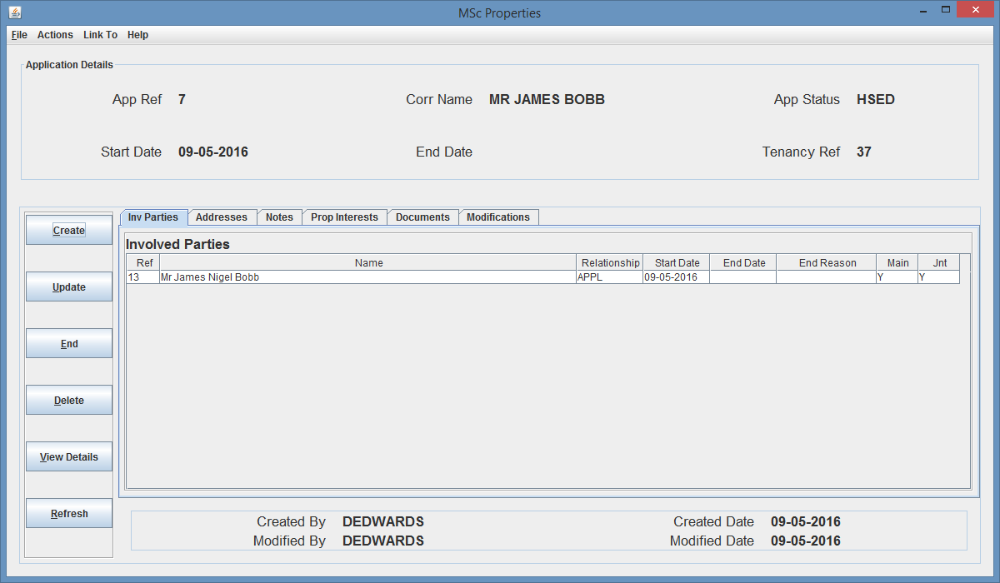 MSc Properties
File Actions Link To Help
Application Details
App Ref 7 Corr Name MR JAMES BOBB App Status HSED
Start Date 09-05-2016 End Date Tenancy Ref 37
Inv Parties Addresses Notes Prop Interests Documents Modifications
Create
Update
End
Delete
View Details
Refresh
Involved Parties
Ref Name Relationship Start Date End Date End Reason Main Jnt
13 Mr James Nigel Bobb APPL 09-05-2016 Y Y
Created By DEDWARDS Created Date 09-05-2016
Modified By DEDWARDS Modified Date 09-05-2016